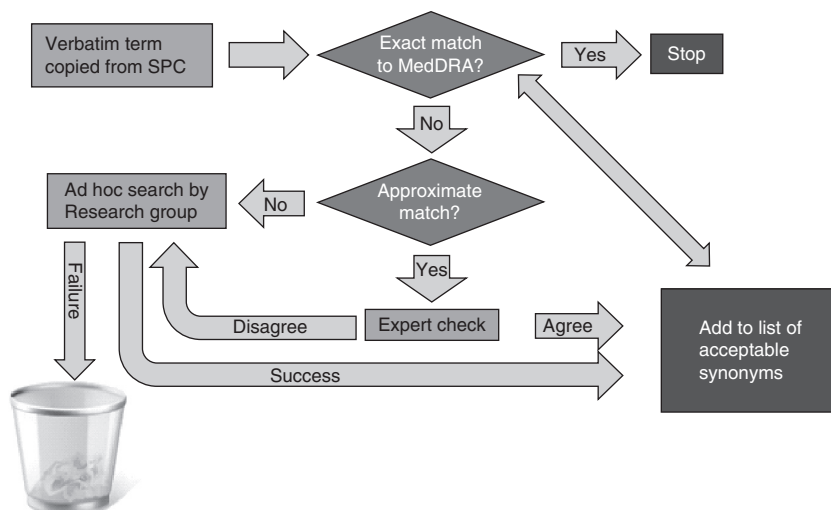 Verbatim term
copied from SPC
Exact match
to MedDRA?
Yes
Stop
No
Approximate
match?
No
Ad hoc search by
Research group
Yes
Failure
Disagree
Expert check
Agree
Success
Add to list of
acceptable
synonyms